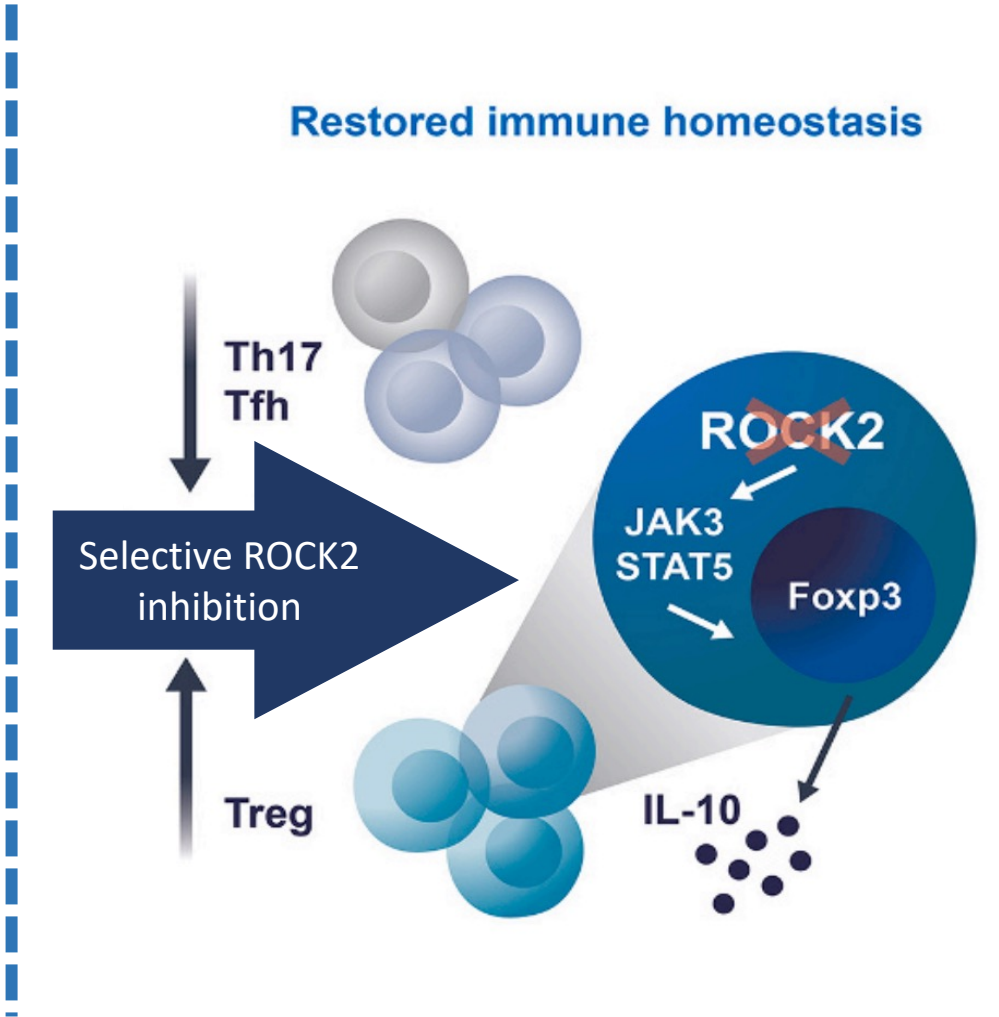 Restored immune homeostasis
Th17
Tfh
ROCK2
JAK3
STAT5
Foxp3
Selective ROCK2
inhibition
Treg
IL-10